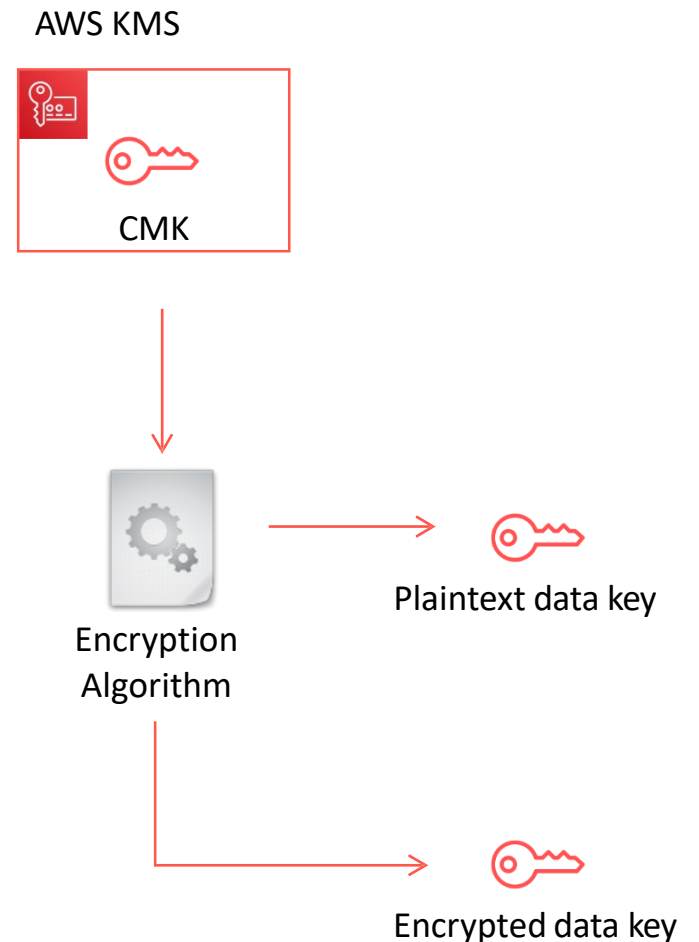 AWS KMS
CMK
Plaintext data key
Encryption
Algorithm
Encrypted data key